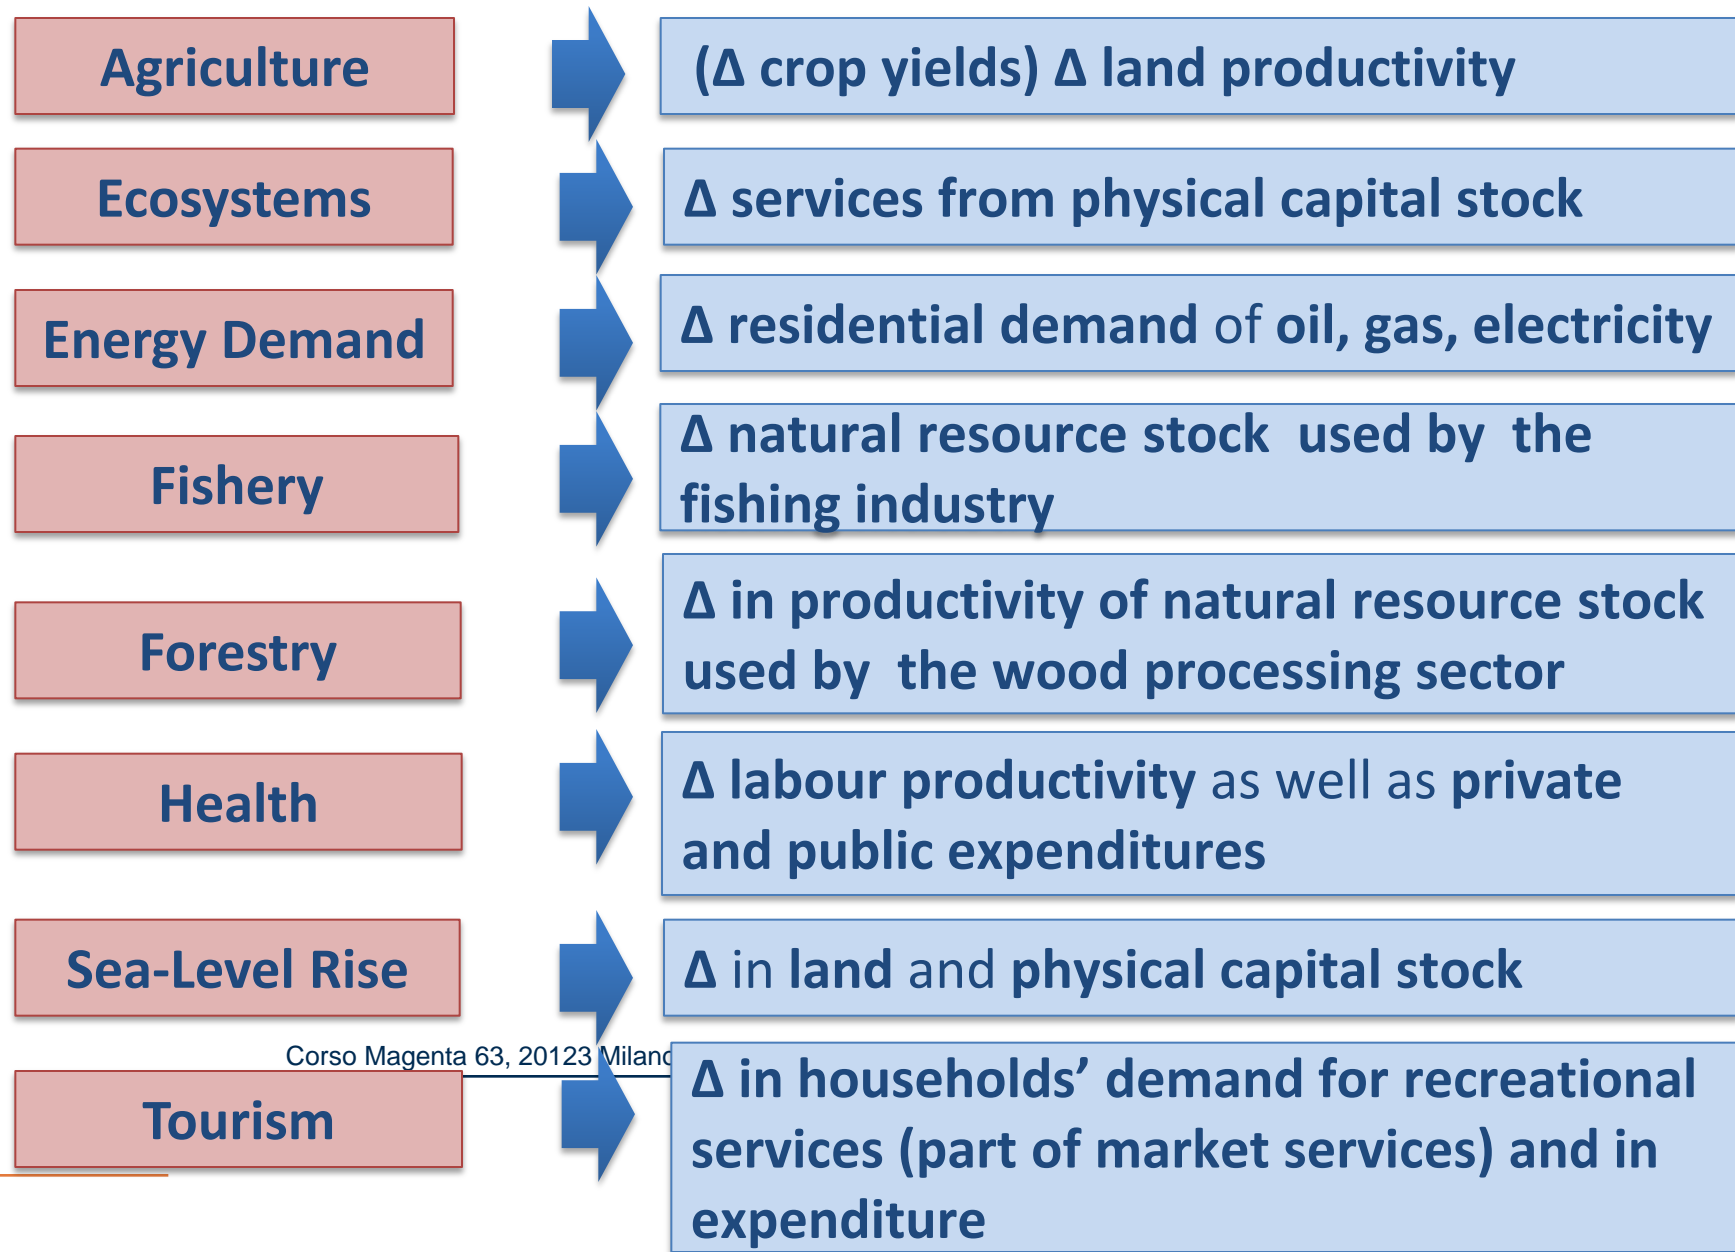 Agriculture
(Δ crop yields) Δ land productivity
Ecosystems
Δ services from physical capital stock
Energy Demand
Δ residential demand of oil, gas, electricity
Fishery
Δ natural resource stock used by the
fishing industry
Forestry
Δ in productivity of natural resource stock
used by the wood processing sector
Health
Δ labour productivity as well as private
and public expenditures
Sea-Level Rise
Δ in land and physical capital stock
Corso Magenta 63, 20123 Milano
Tourism
Δ in households’ demand for recreational
services (part of market services) and in
expenditure